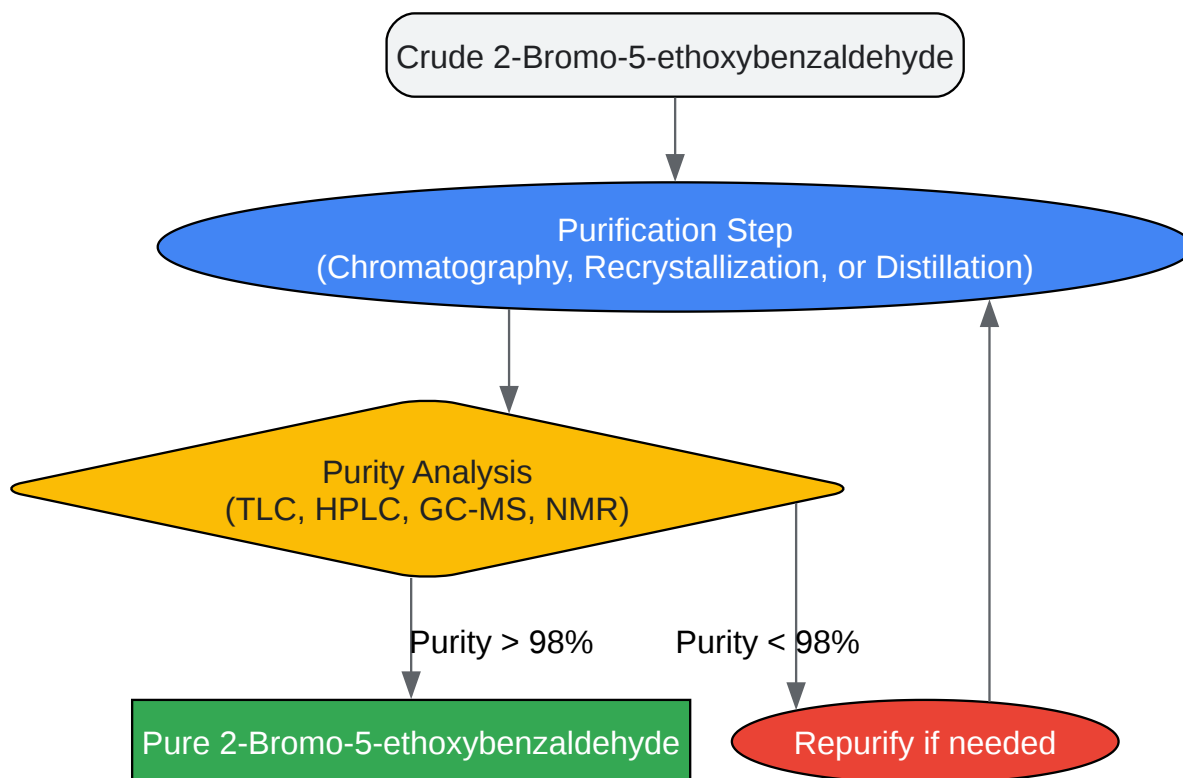 Crude 2-Bromo-5-ethoxybenzaldehyde
Purification Step
(Chromatography, Recrystallization, or Distillation)
Purity Analysis
(TLC, HPLC, GC-MS, NMR)
Purity > 98%
Purity < 98%
Pure 2-Bromo-5-ethoxybenzaldehyde
Repurify if needed